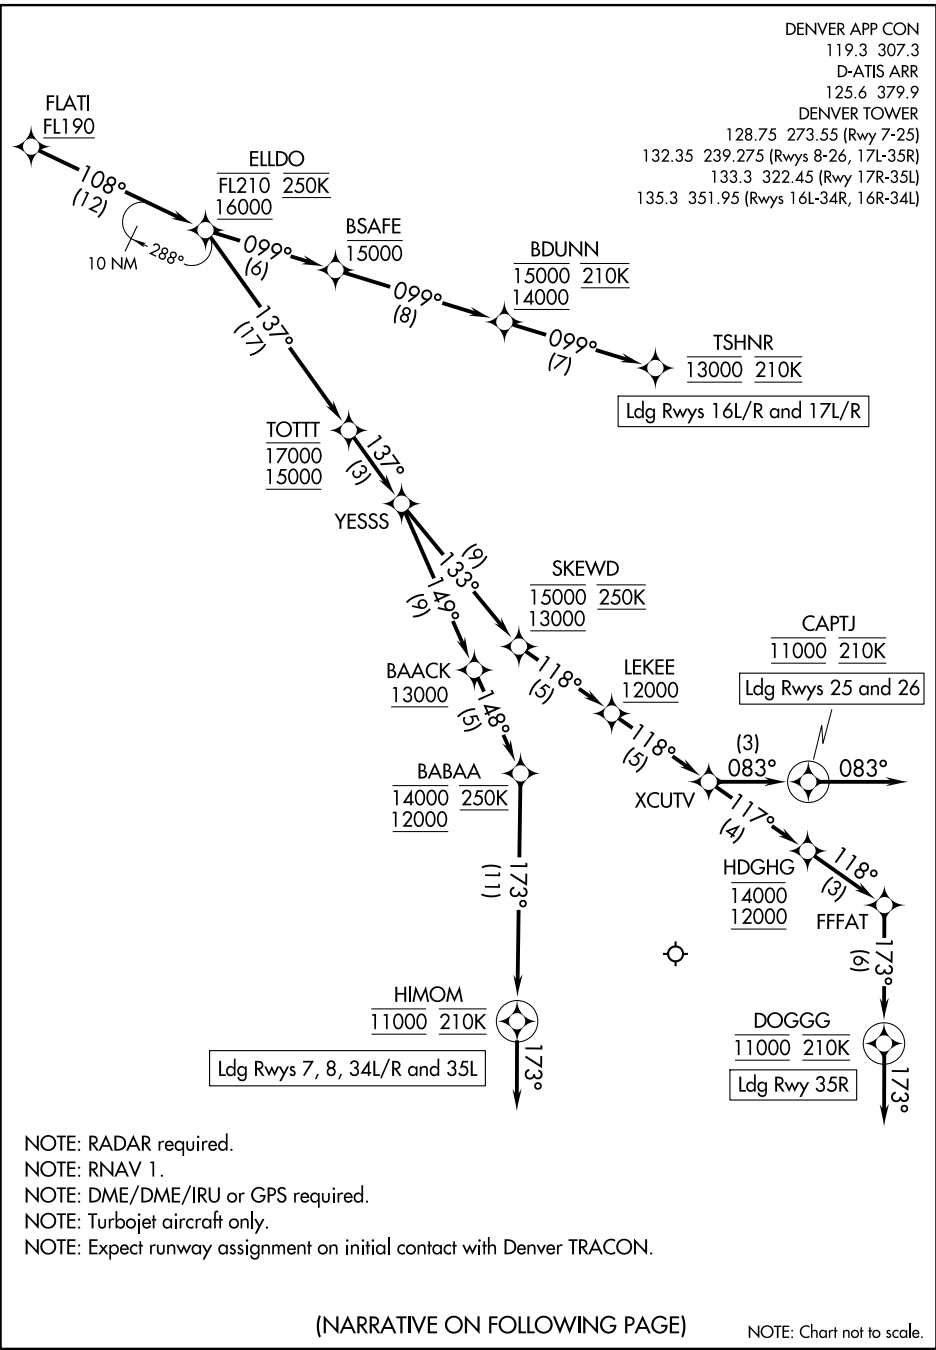 DENVER APP CON
119.3 307.3
D-ATIS ARR
125.6 379.9
DENVER TOWER
128.75 273.55 (Rwy 7-25)
132.35 239.275 (Rwys 8-26, 17L-35R)
133.3 322.45 (Rwy 17R-35L)
135.3 351.95 (Rwys 16L-34R, 16R-34L)
FLATI
FL190
108°
(12)
ELLDO
FL210 250K
16000
10 NM
288°
099°
(6)
BSAFE
15000
099°
(8)
BDUNN
15000 210K
14000
099°
(7)
TSHNR
13000 210K
Ldg Rwys 16L/R and 17L/R
137°
(17)
TOTTT
17000
15000
137°
(3)
YESSS
(9)
133°
149°
(9)
SKEWD
15000 250K
13000
BAACK
13000
148°
(5)
118°
(5)
LEKEE
12000
118°
(5)
CAPTJ
11000 210K
Ldg Rwys 25 and 26
BABAA
14000 250K
12000
XCUTV
(3)
083°
083°
117°
(4)
HDGHG
14000
12000
118°
(3)
FFFAT
173°
(11)
173°
(6)
HIMOM
11000 210K
Ldg Rwys 7, 8, 34L/R and 35L
173°
DOGGG
11000 210K
Ldg Rwy 35R
173°
NOTE: RADAR required.
NOTE: RNAV 1.
NOTE: DME/DME/IRU or GPS required.
NOTE: Turbojet aircraft only.
NOTE: Expect runway assignment on initial contact with Denver TRACON.
(NARRATIVE ON FOLLOWING PAGE)
NOTE: Chart not to scale.